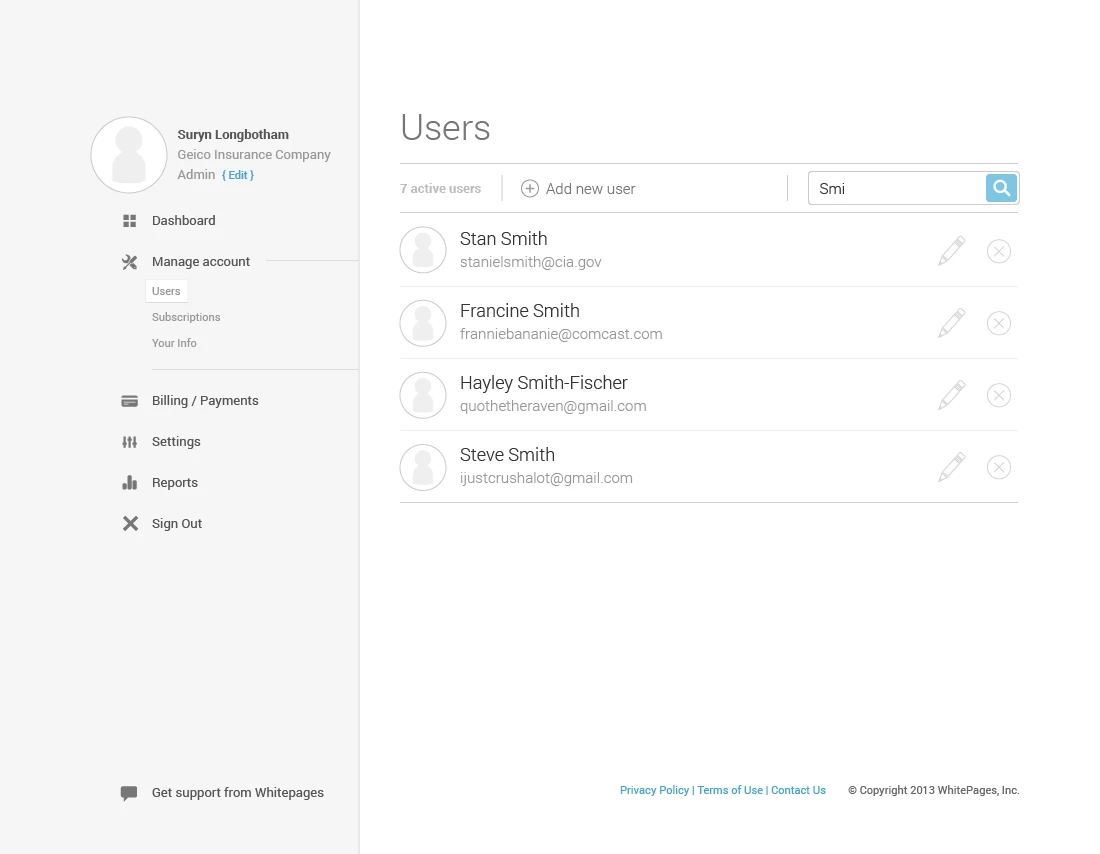 Suryn Longbotham
Geico Insurance Company
Admin { Edit }
Dashboard
Manage account
Users
Subscriptions
Your Info
Billing / Payments
Settings
Reports
Sign Out
Get support from Whitepages
Users
7 active users
Add new user
Smi
Stan Smith
stanielsmith@cia.gov
Francine Smith
franniebananie@comcast.com
Hayley Smith-Fischer
quothetheraven@gmail.com
Steve Smith
ijustcrushalot@gmail.com
Privacy Policy | Terms of Use | Contact Us © Copyright 2013 WhitePages, Inc.